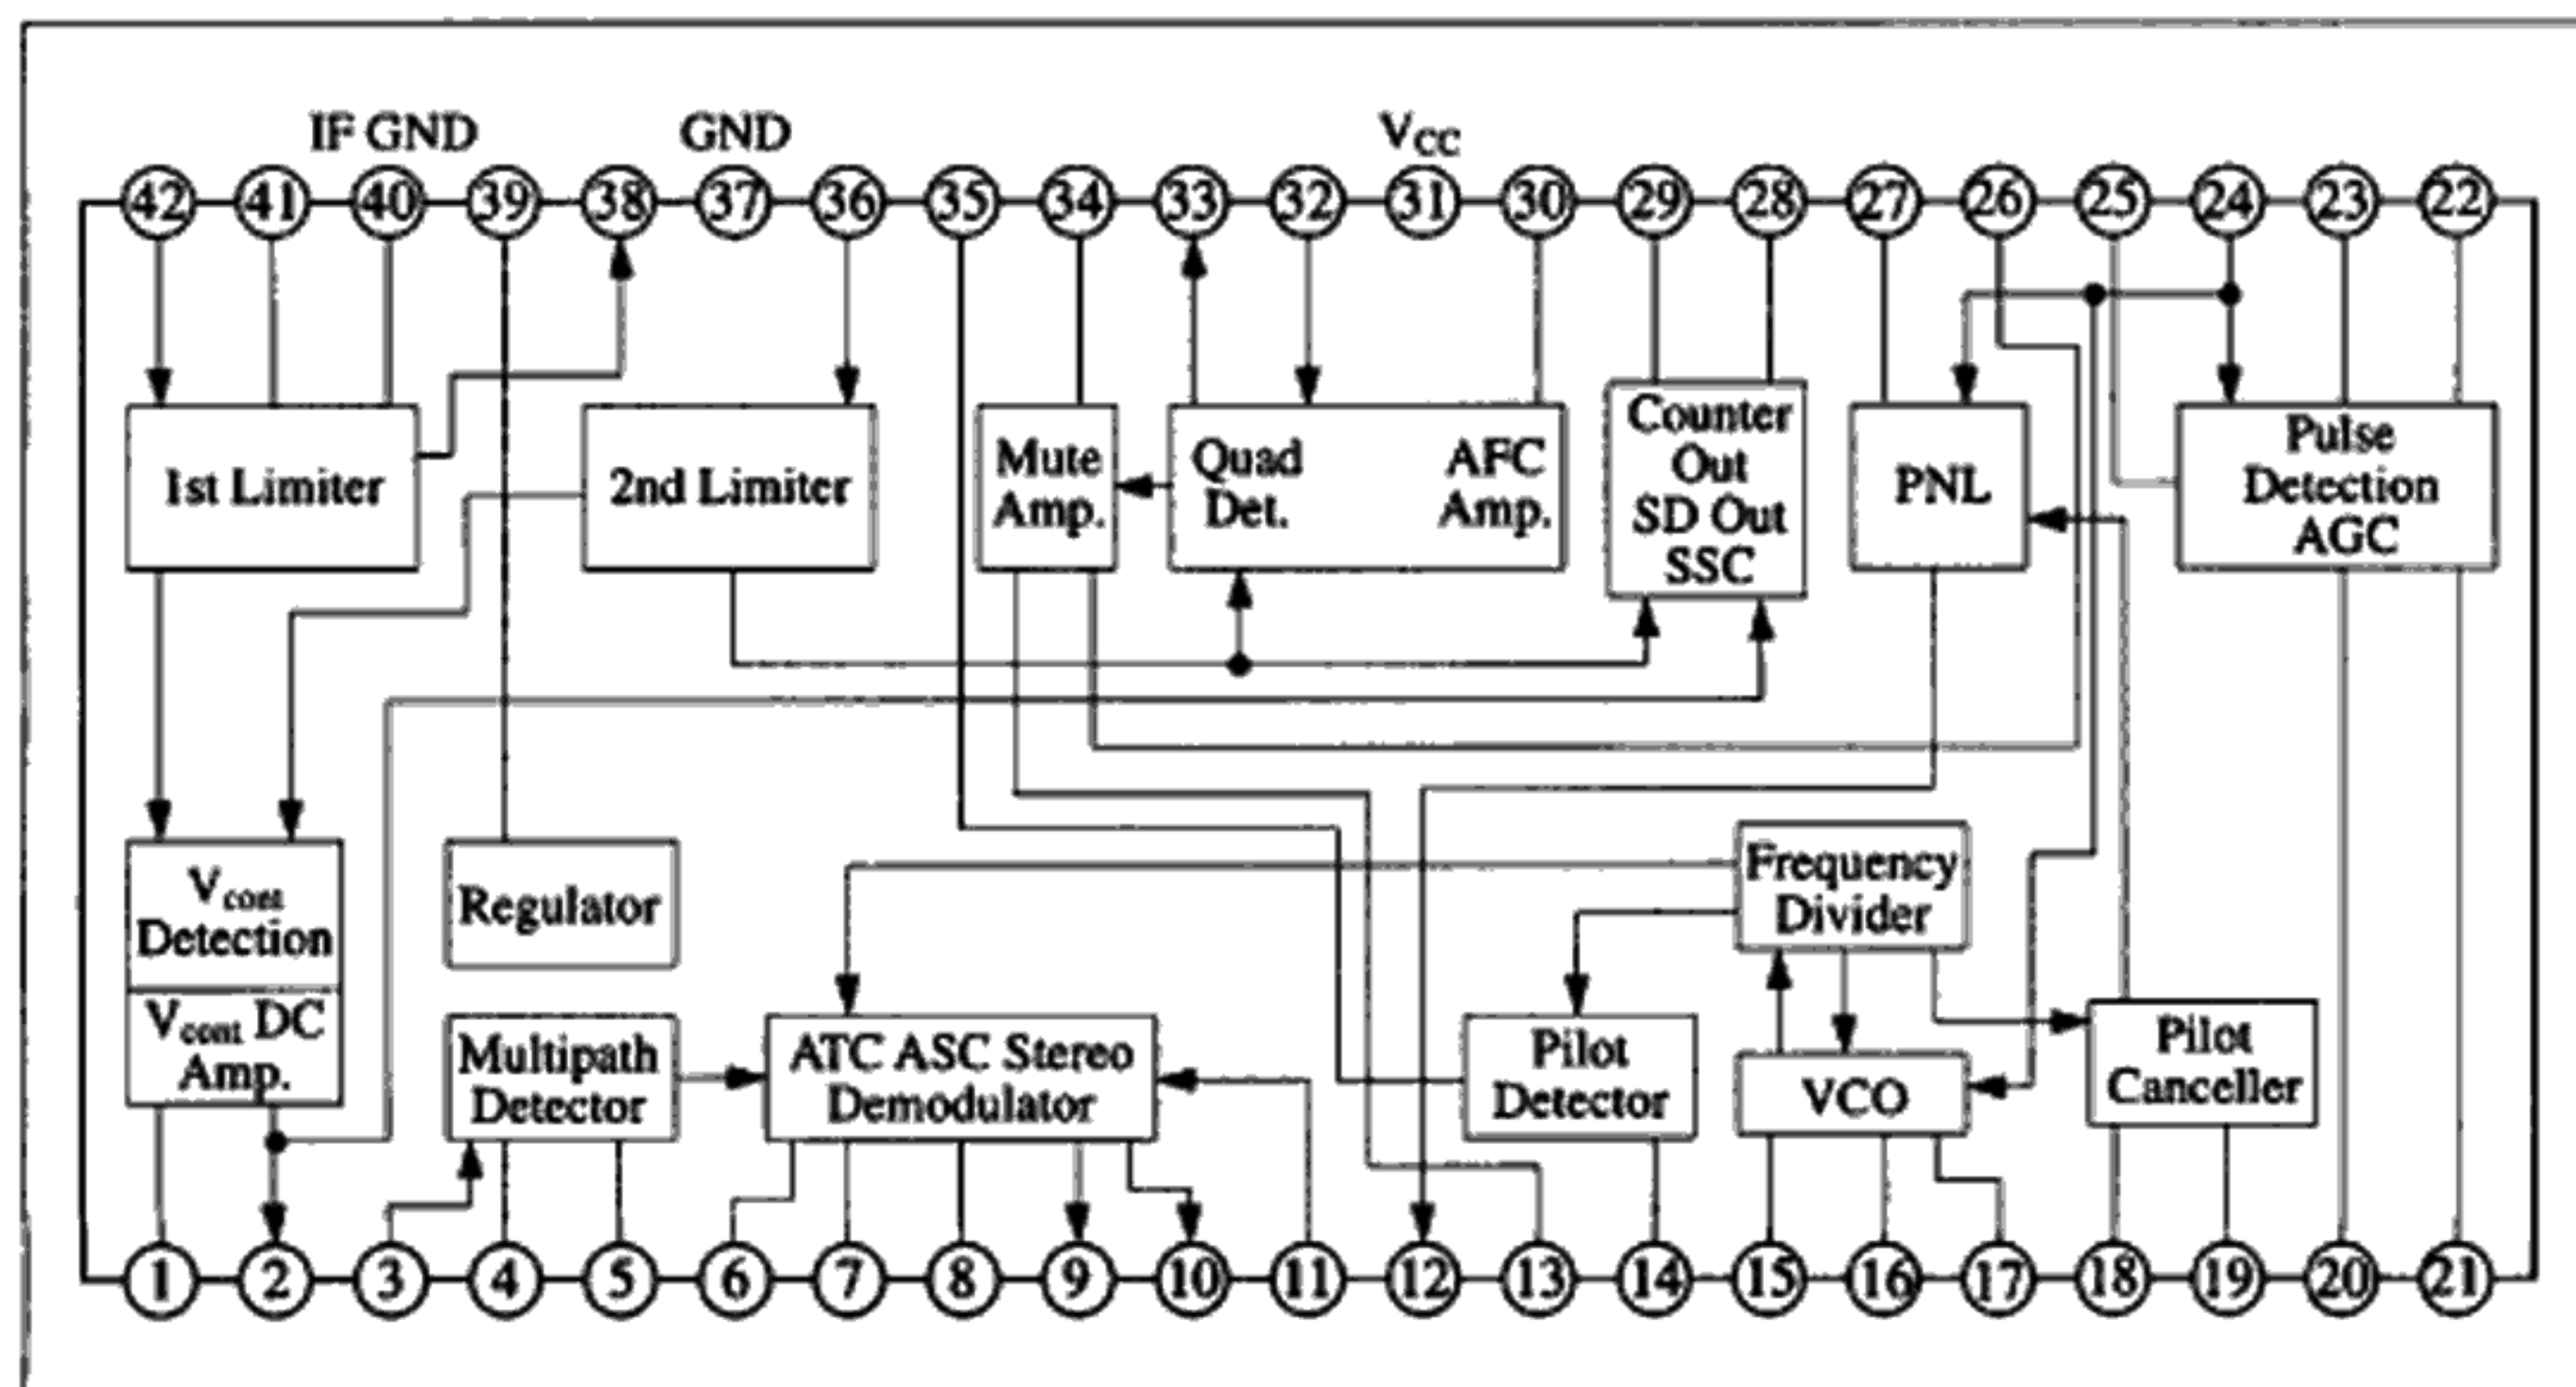 IF GND GND VCC
42 41 40 39 38 37 36 35 34 33 32 31 30 29 28 27 26 25 24 23 22
1st Limiter
2nd Limiter
Mute
Amp.
Quad
Det.
AFC
Amp.
Counter
Out
SD Out
SSC
PNL
Pulse
Detection
AGC
Vcont
Detection
Vcont DC
Amp.
Regulator
Multipath
Detector
ATC ASC Stereo
Demodulator
Pilot
Detector
Frequency
Divider
VCO
Pilot
Canceller
1 2 3 4 5 6 7 8 9 10 11 12 13 14 15 16 17 18 19 20 21